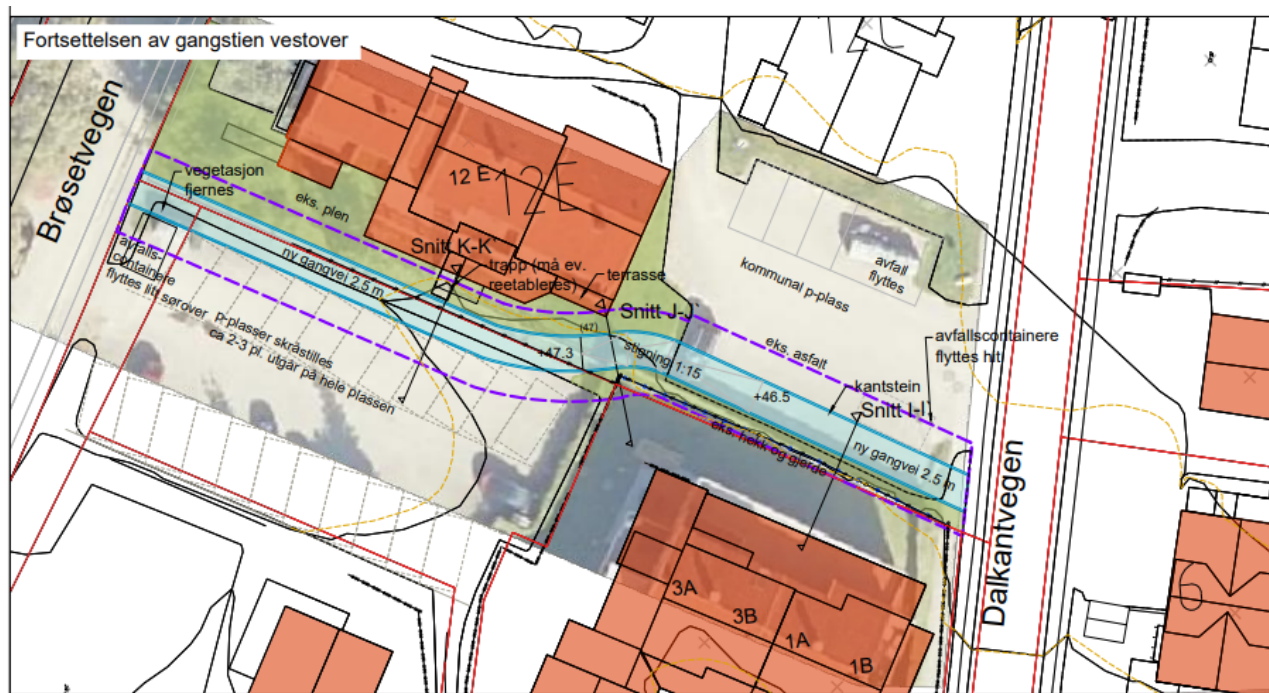 Fortsettelsen av gangstien vestover
Brøsetvegen
vegetasjon
fjernes
eks. plen
12 E
12E
Snitt K-K`
trapp (må ev.
reetableres)
terrasse
Snitt J-J`
(47)
ny gangvei 2.5 m
avfalls-
containere
flyttes litt sørover
p-plasser skråstilles
ca 2-3 pl. utgår på hele plassen
+47.3
stigning 1:15
kommunal p-plass
avfall
flyttes
eks. asfalt
avfallscontainere
flyttes hit
kantstein
+46.5
Snitt I-I`
eks. hekk og gjerde
ny gangvei 2.5 m
Dalkantvegen
3A
3B
1A
1B
6